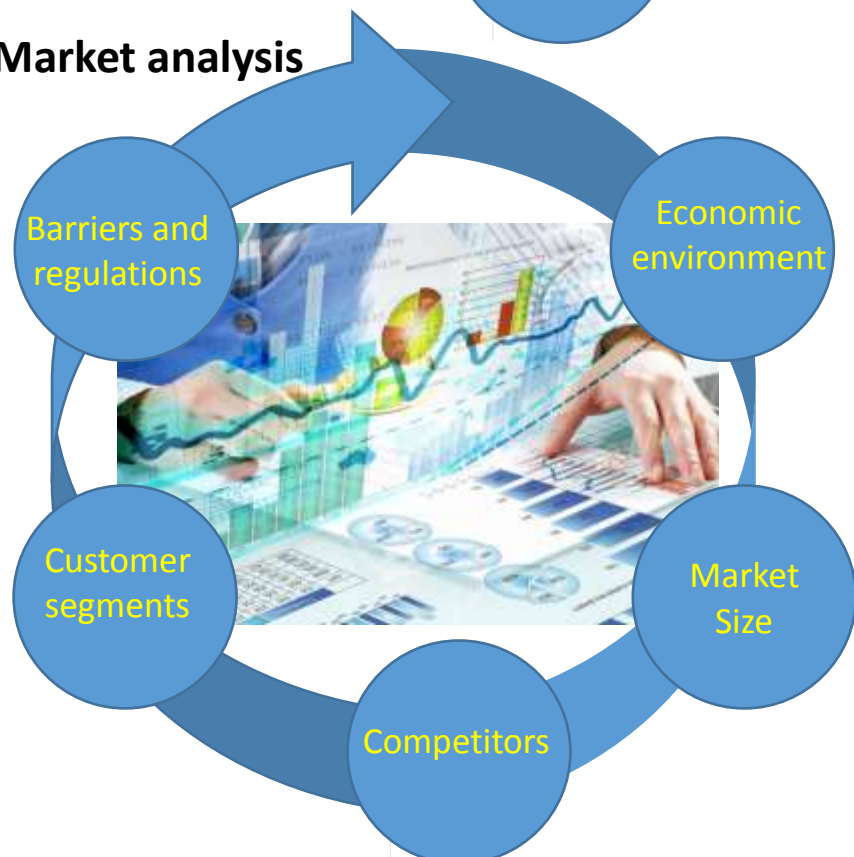 Market analysis
Barriers and
regulations
Economic
environment
Customer
segments
Market
Size
Competitors